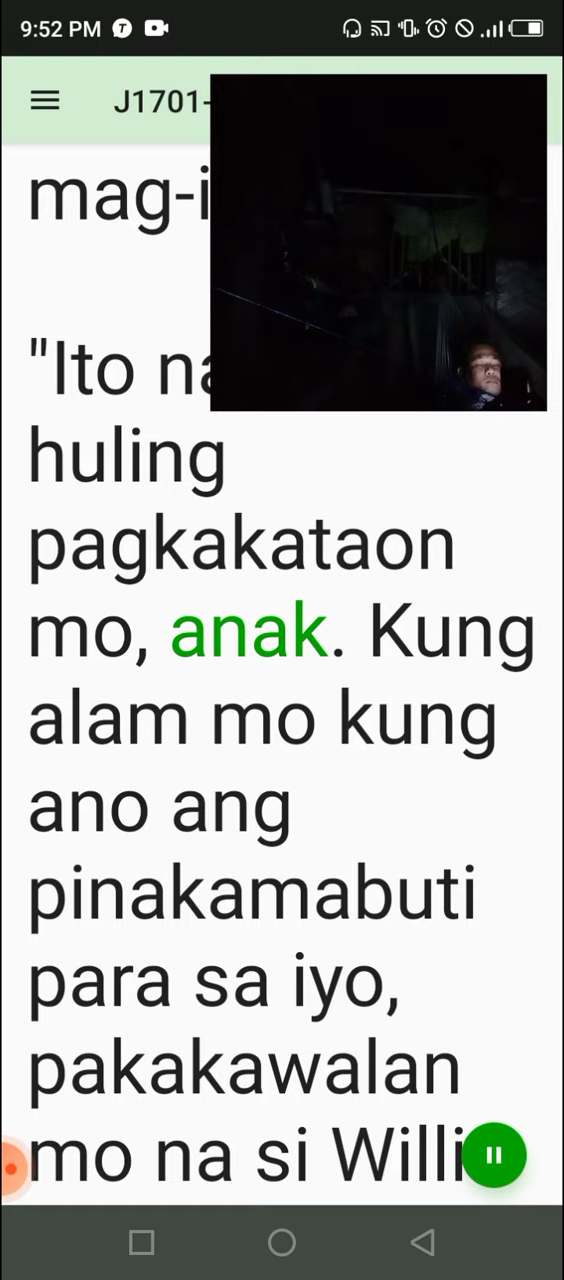 9:52 PM
J1701-
mag-i
"Ito na
huling
pagkakataon
mo, anak. Kung
alam mo kung
ano ang
pinakamabuti
para sa iyo,
pakakawalan
mo na si Willi